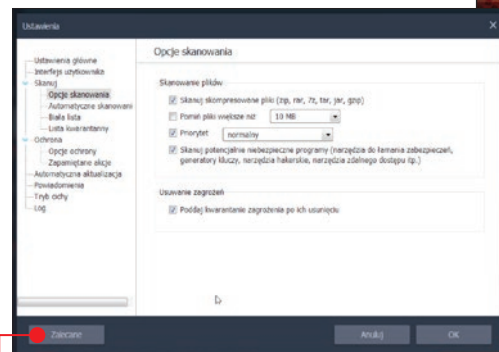 Ustawienia
Ustawienia główne
Interfejs użytkownika
Skanuj
Opcje skanowania
Automatyczne skanowani
Biała lista
Lista kwarantanny
Ochrona
Opcje ochrony
Zapamiętane akcje
Automatyczna aktualizacja
Powiadomienia
Tryb cichy
Log
Opcje skanowania
Skanowanie plików
Skanuj skompresowane pliki (zip, rar, 7z, tar, jar, gzip)
Pomiń pliki większe niż 10 MB
Priorytet normalny
Skanuj potencjalnie niebezpieczne programy (narzędzia do łamania zabezpieczeń,
generatory kluczy, narzędzia hakerskie, narzędzia zdalnego dostępu itp.)
Usuwanie zagrożeń
Poddaj kwarantanie zagrożenia po ich usunięciu
Zalecane
Anuluj
OK